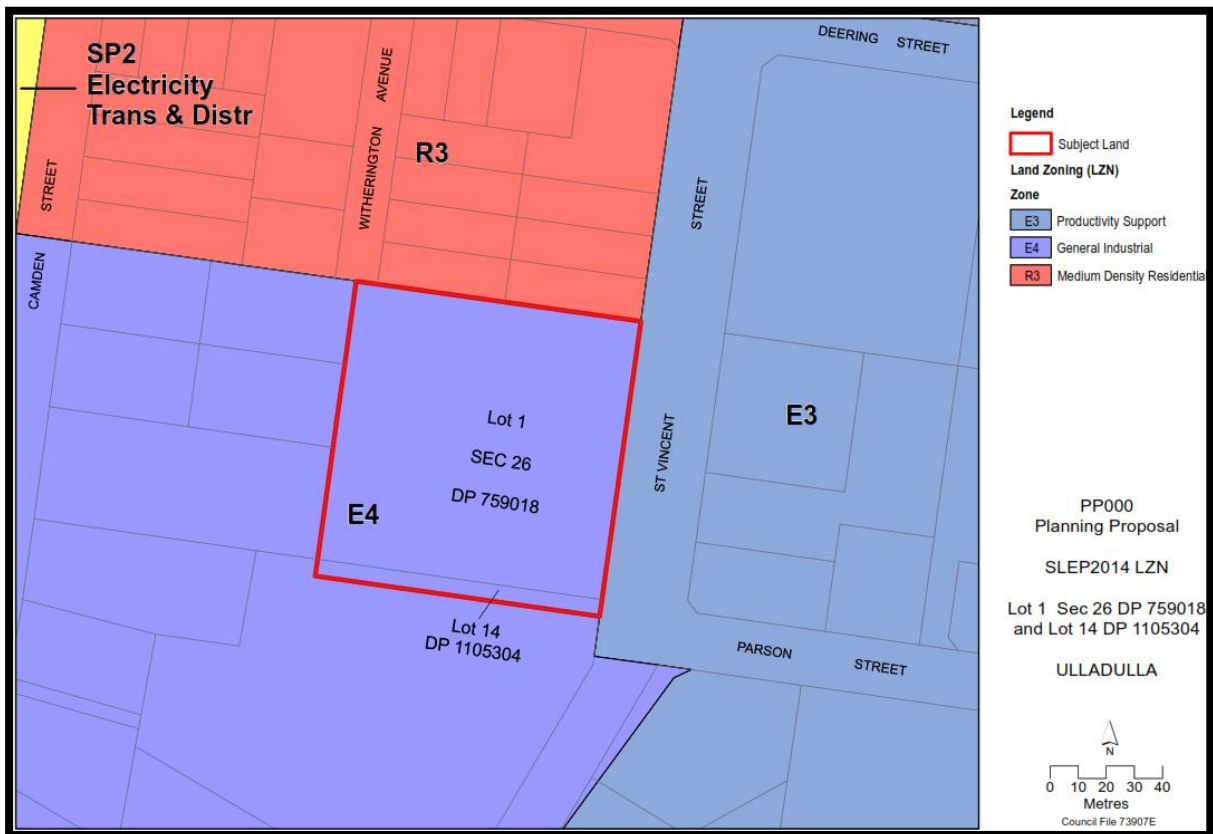 SP2
Electricity
Trans & Distr
STREET
WITHERINGTON AVENUE
R3
DEERING STREET
STREET
CAMDEN
Lot 1
SEC 26
DP 759018
E4
ST VINCENT
E3
Lot 14
DP 1105304
PARSON STREET
Legend
Subject Land
Land Zoning (LZN)
Zone
E3 Productivity Support
E4 General Industrial
R3 Medium Density Residential
PP000
Planning Proposal
SLEP2014 LZN
Lot 1 Sec 26 DP 759018
and Lot 14 DP 1105304
ULLADULLA
N
0 10 20 30 40
Metres
Council File 73907E